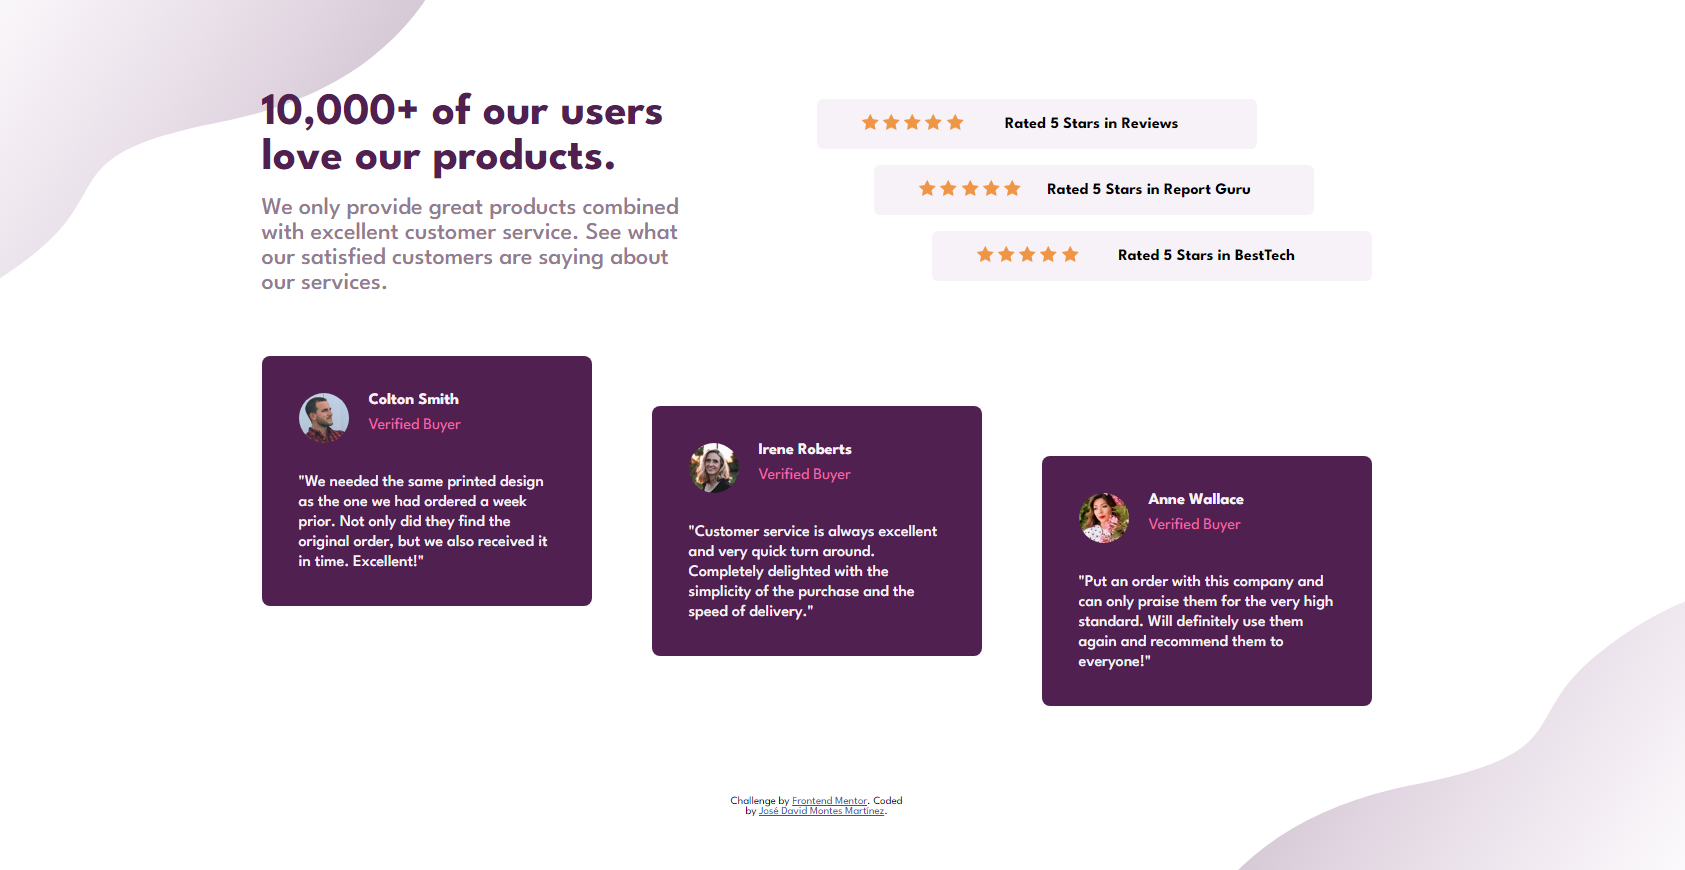 10,000+ of our users
love our products.
We only provide great products combined
with excellent customer service. See what
our satisfied customers are saying about
our services.
Rated 5 Stars in Reviews
Rated 5 Stars in Report Guru
Rated 5 Stars in BestTech
Colton Smith
Verified Buyer
"We needed the same printed design
as the one we had ordered a week
prior. Not only did they find the
original order, but we also received it
in time. Excellent!"
Irene Roberts
Verified Buyer
"Customer service is always excellent
and very quick turn around.
Completely delighted with the
simplicity of the purchase and the
speed of delivery."
Anne Wallace
Verified Buyer
"Put an order with this company and
can only praise them for the very high
standard. Will definitely use them
again and recommend them to
everyone!"
Challenge by Frontend Mentor. Coded
by José David Montes Martínez.